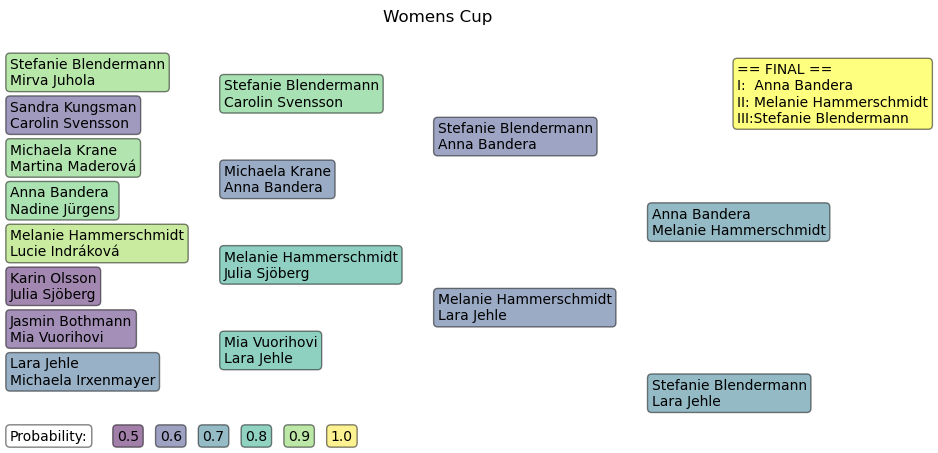 Womens Cup
Stefanie Blendermann
Mirva Juhola
Sandra Kungsman
Carolin Svensson
Michaela Krane
Martina Maderová
Anna Bandera
Nadine Jürgens
Melanie Hammerschmidt
Lucie Indráková
Karin Olsson
Julia Sjöberg
Jasmin Bothmann
Mia Vuorihovi
Lara Jehle
Michaela Irxenmayer
Stefanie Blendermann
Carolin Svensson
Michaela Krane
Anna Bandera
Melanie Hammerschmidt
Julia Sjöberg
Mia Vuorihovi
Lara Jehle
Stefanie Blendermann
Anna Bandera
Melanie Hammerschmidt
Lara Jehle
Anna Bandera
Melanie Hammerschmidt
Stefanie Blendermann
Lara Jehle
== FINAL ==
I:  Anna Bandera
II: Melanie Hammerschmidt
III:Stefanie Blendermann
Probability: 0.5 0.6 0.7 0.8 0.9 1.0